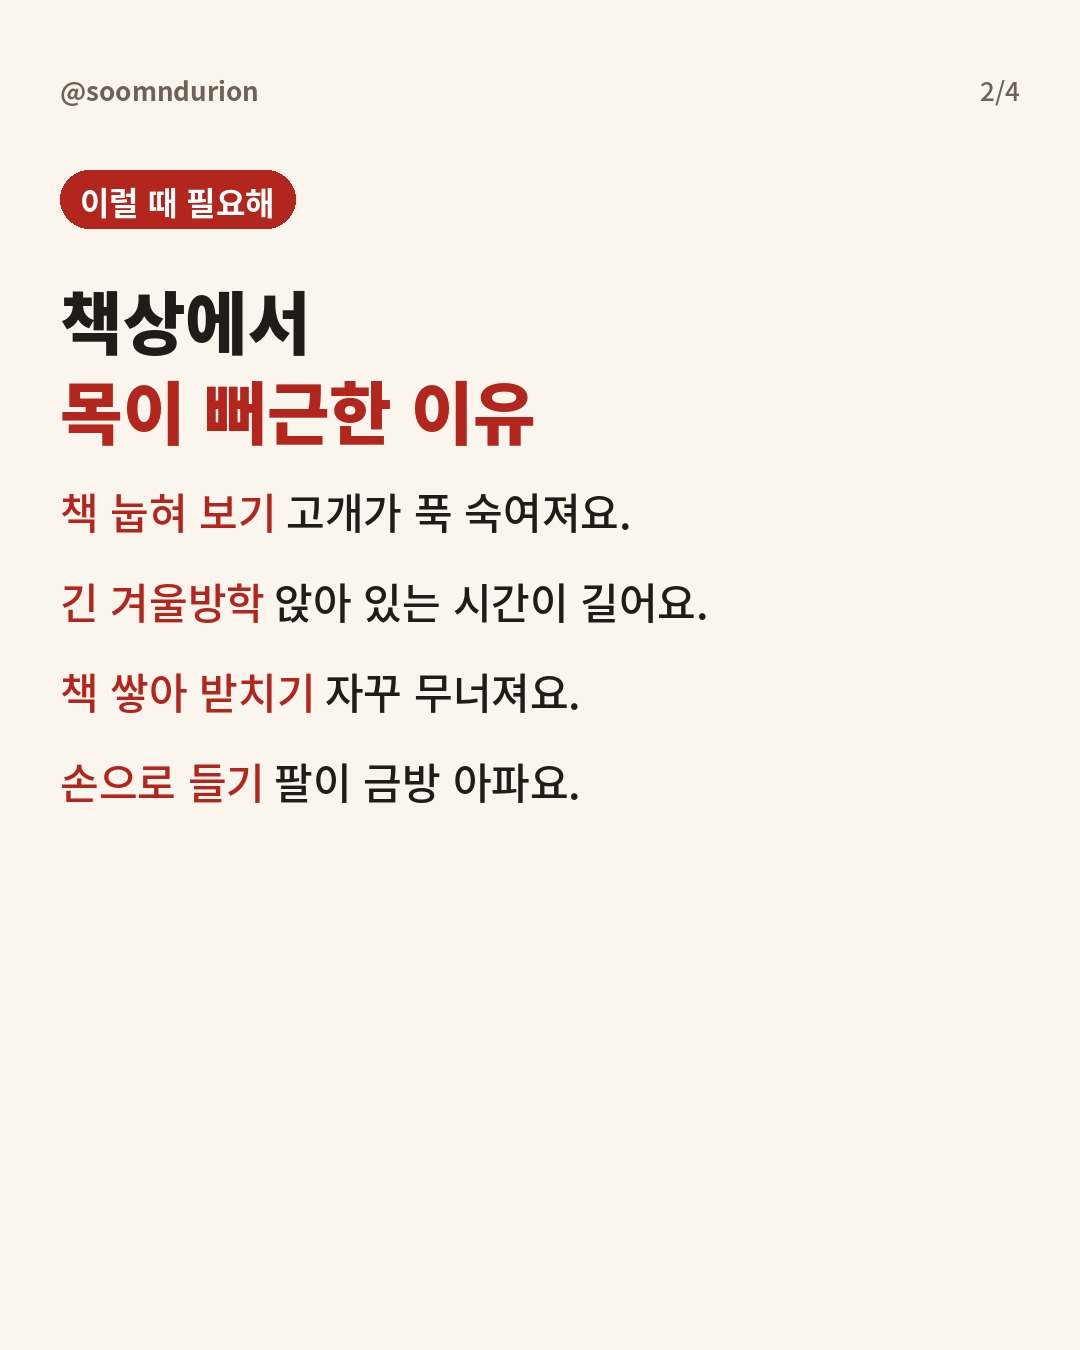 @soomndurion
2/4
이럴 때 필요해
책상에서
목이 뻐근한 이유
책 눕혀 보기 고개가 푹 숙여져요.
긴 겨울방학 앉아 있는 시간이 길어요.
책 쌓아 받치기 자꾸 무너져요.
손으로 들기 팔이 금방 아파요.